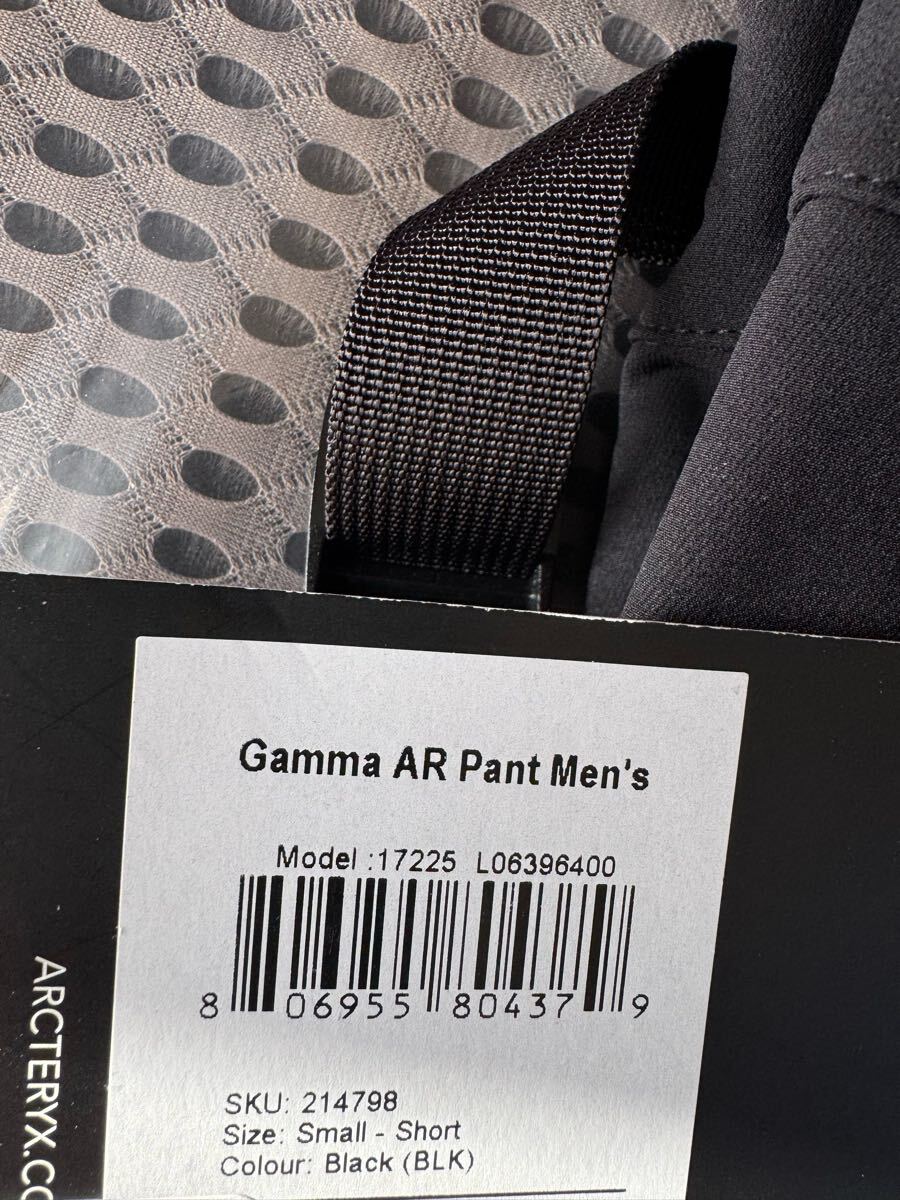 Gamma AR Pant Men's
Model :17225 L06396400
8 06955 80437 9
SKU: 214798
Size: Small - Short
Colour: Black (BLK)
ARCTERYX.CO